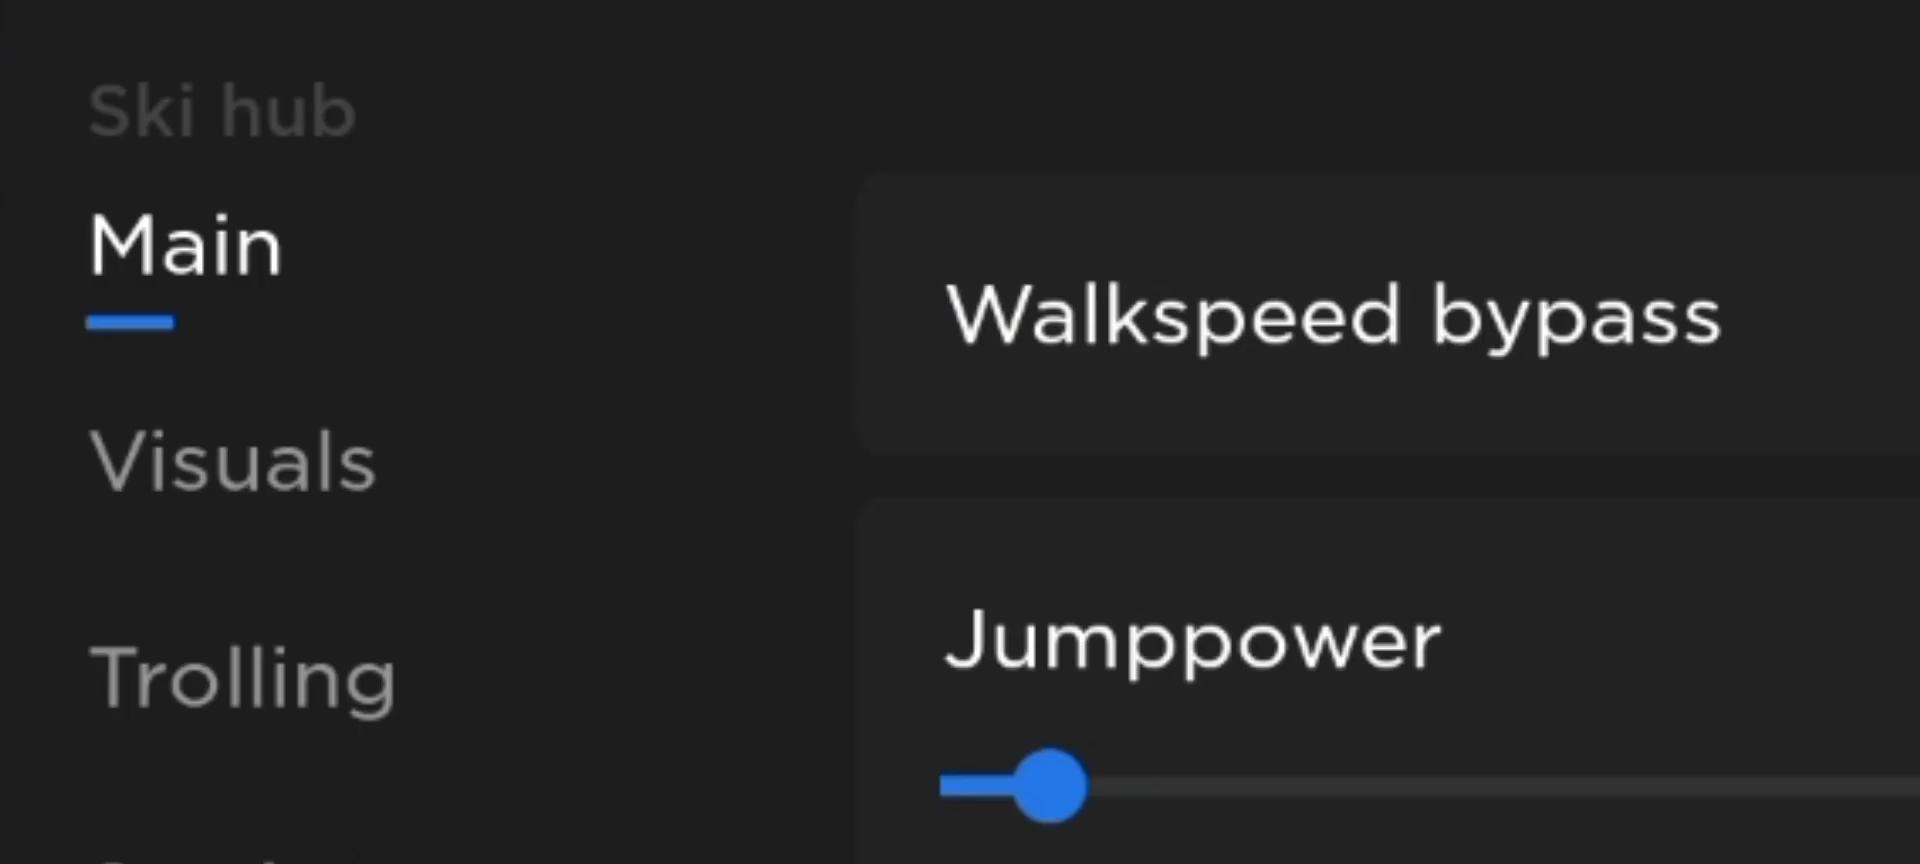 Ski hub
Main
Visuals
Trolling
Walkspeed bypass
Jumppower